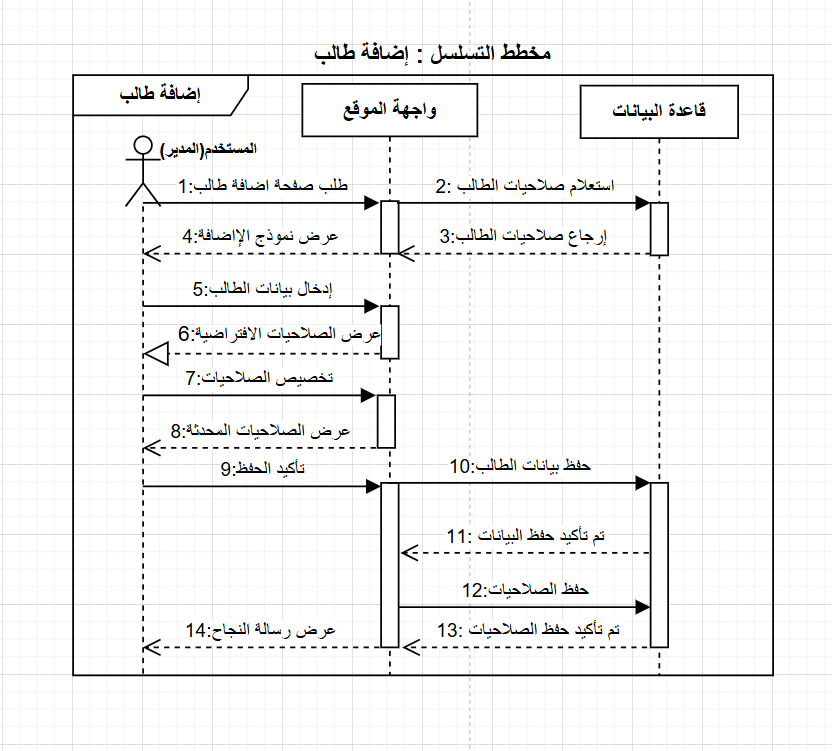 مخطط التسلسل : إضافة طالب
إضافة طالب
واجهة الموقع
قاعدة البيانات
المستخدم(المدير)
1:طلب صفحة اضافة طالب
2: استعلام صلاحيات الطالب
3:إرجاع صلاحيات الطالب
4:عرض نموذج الإاضافة
5:إدخال بيانات الطالب
6:عرض الصلاحيات الافتراضية
7:تخصيص الصلاحيات
8:عرض الصلاحيات المحدثة
9:تأكيد الحفظ
10:حفظ بيانات الطالب
11: تم تأكيد حفظ البيانات
12:حفظ الصلاحيات
13: تم تأكيد حفظ الصلاحيات
14:عرض رسالة النجاح